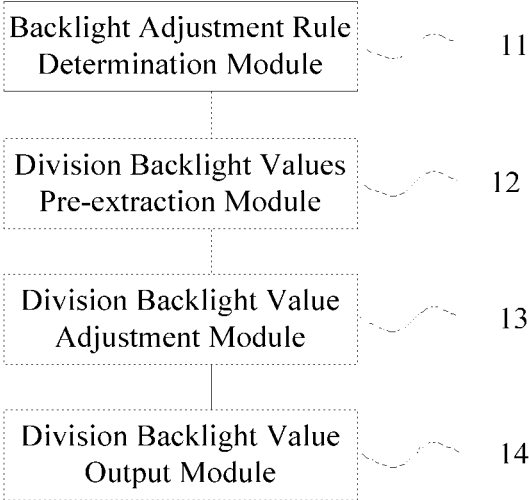 Backlight Adjustment Rule
Determination Module
11
Division Backlight Values
Pre-extraction Module
12
Division Backlight Value
Adjustment Module
13
Division Backlight Value
Output Module
14